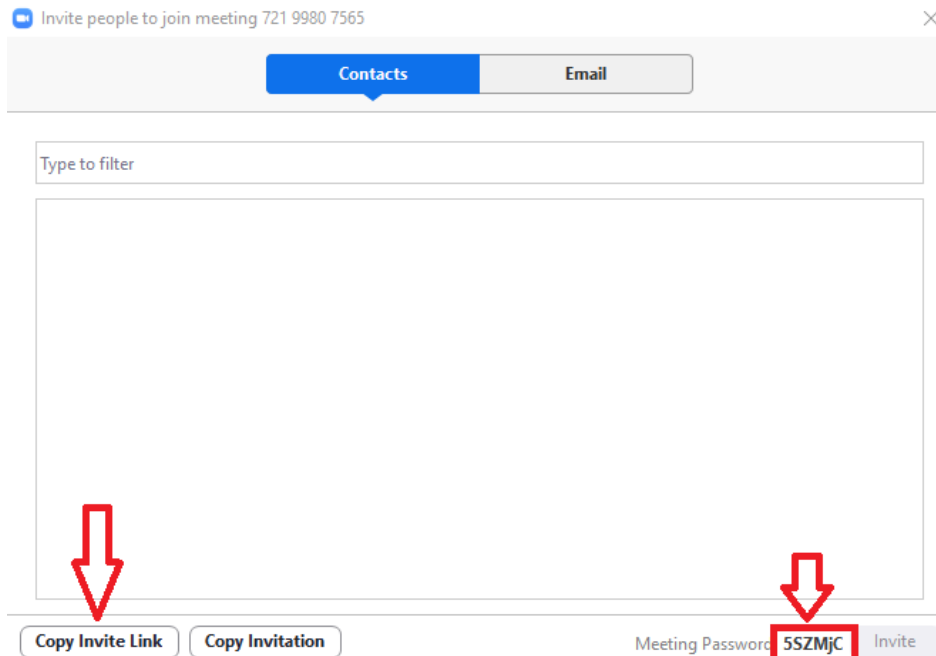 Invite people to join meeting 721 9980 7565
Contacts Email
Type to filter
Copy Invite Link Copy Invitation Meeting Password 5SZMjC Invite